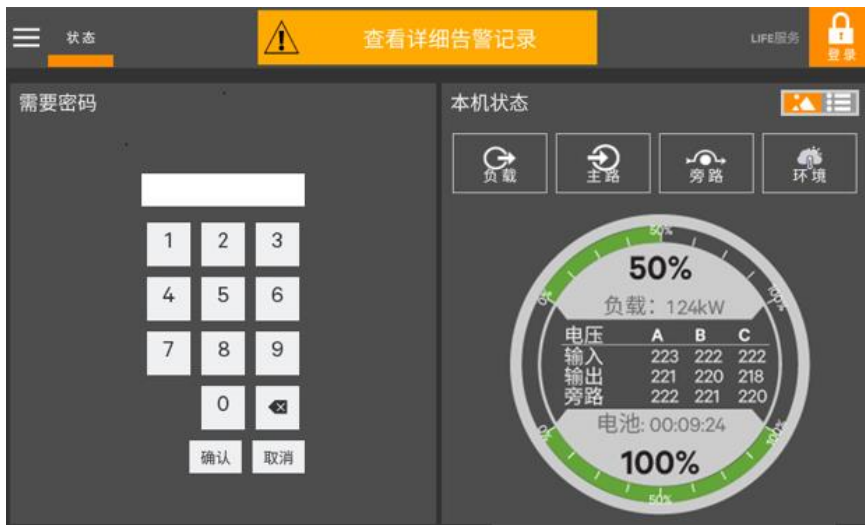 状态
查看详细告警记录
LIFE服务
登录
需要密码
本机状态
负载
主路
旁路
环境
1 2 3
4 5 6
7 8 9
0
确认 取消
50%
0% 100%
50%
负载：124kW
电压 A B C
输入 223 222 222
输出 221 220 218
旁路 222 221 220
电池: 00:09:24
0% 100%
100%
50%